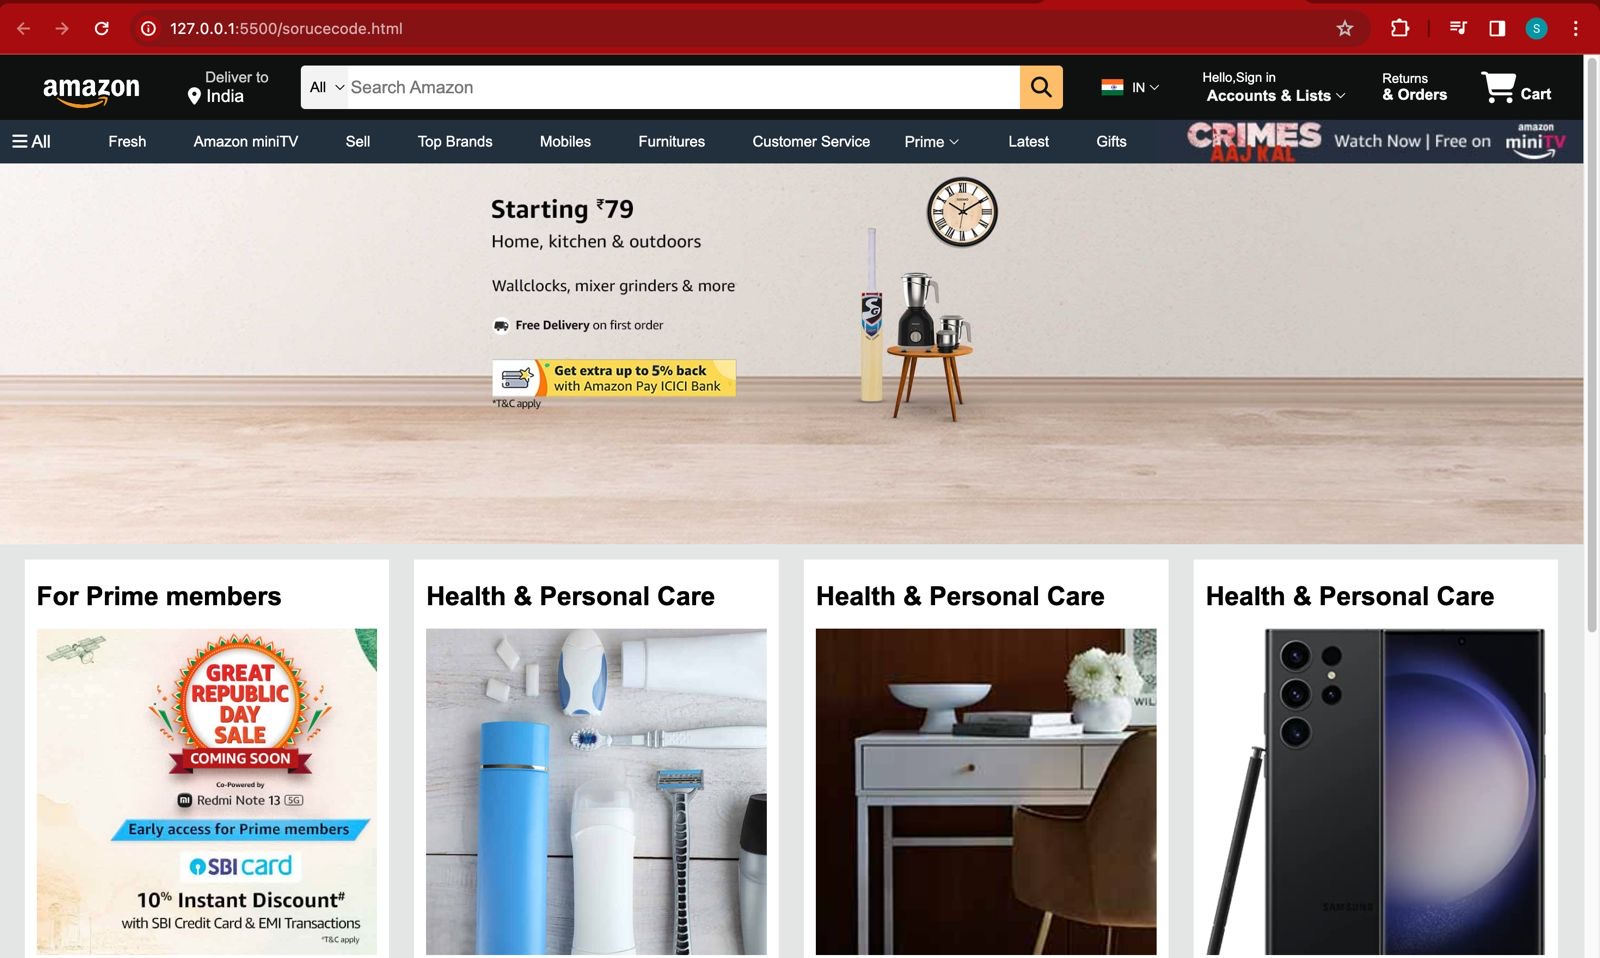 127.0.0.1:5500/sorucecode.html
S
amazon
Deliver to
India
All
Search Amazon
IN
Hello,Sign in
Accounts & Lists
Returns
& Orders
Cart
All
Fresh
Amazon miniTV
Sell
Top Brands
Mobiles
Furnitures
Customer Service
Prime
Latest
Gifts
CRIMES
AAJ KAL
Watch Now | Free on
amazon
miniTV
Starting ₹79
Home, kitchen & outdoors
Wallclocks, mixer grinders & more
Free Delivery on first order
Get extra up to 5% back
with Amazon Pay ICICI Bank
*T&C apply
SG
For Prime members
GREAT
REPUBLIC
DAY
SALE
COMING SOON
Co-Powered by
mi Redmi Note 13 5G
Early access for Prime members
SBI card
10% Instant Discount#
with SBI Credit Card & EMI Transactions
*T&C apply
Health & Personal Care
Health & Personal Care
WIL
Health & Personal Care
SAMSUNG